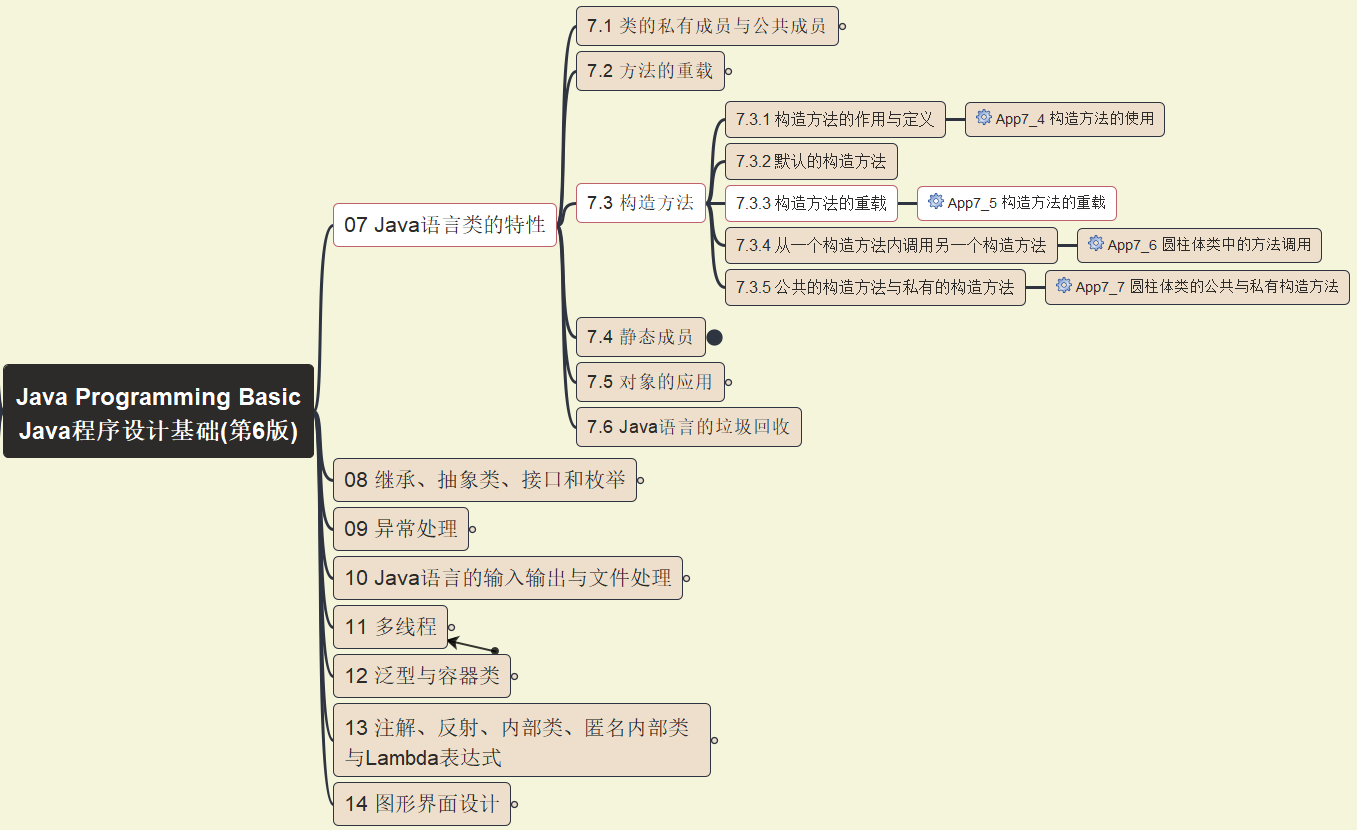 Java Programming Basic
Java程序设计基础(第6版)
07 Java语言类的特性
7.1 类的私有成员与公共成员
7.2 方法的重载
7.3 构造方法
7.3.1 构造方法的作用与定义
App7_4 构造方法的使用
7.3.2 默认的构造方法
7.3.3 构造方法的重载
App7_5 构造方法的重载
7.3.4 从一个构造方法内调用另一个构造方法
App7_6 圆柱体类中的方法调用
7.3.5 公共的构造方法与私有的构造方法
App7_7 圆柱体类的公共与私有构造方法
7.4 静态成员
7.5 对象的应用
7.6 Java语言的垃圾回收
08 继承、抽象类、接口和枚举
09 异常处理
10 Java语言的输入输出与文件处理
11 多线程
12 泛型与容器类
13 注解、反射、内部类、匿名内部类
与Lambda表达式
14 图形界面设计